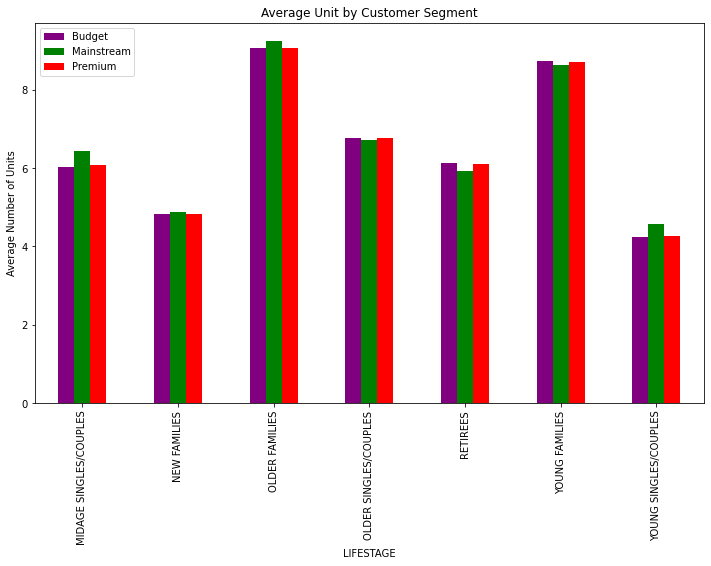 Average Unit by Customer Segment
Budget
Mainstream
Premium
Average Number of Units
8
6
4
2
0
MIDAGE SINGLES/COUPLES
NEW FAMILIES
OLDER FAMILIES
OLDER SINGLES/COUPLES
RETIREES
YOUNG FAMILIES
YOUNG SINGLES/COUPLES
LIFESTAGE